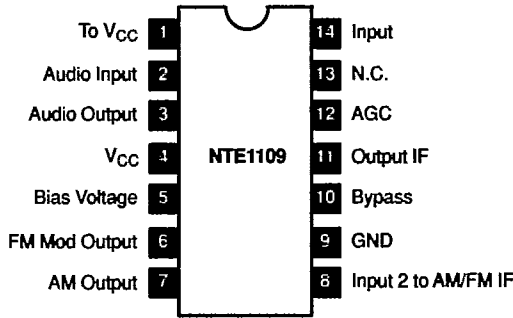 To VCC 1 14 Input
Audio Input 2 13 N.C.
Audio Output 3 12 AGC
VCC 4 NTE1109 11 Output IF
Bias Voltage 5 10 Bypass
FM Mod Output 6 9 GND
AM Output 7 8 Input 2 to AM/FM IF